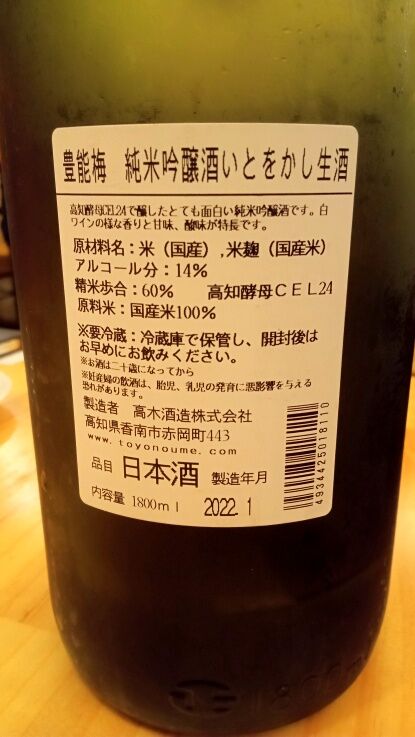 豊能梅　純米吟醸酒いとをかし生酒
高知酵母CEL24で醸したとても面白い純米吟醸酒です。白
ワインの様な香りと甘味、酸味が特長です。
原材料名：米（国産）,米麹（国産米）
アルコール分：14%
精米歩合：60%　高知酵母ＣＥＬ24
原料米：国産米100%
※要冷蔵：冷蔵庫で保管し、開封後は
お早めにお飲みください。
※お酒は二十歳になってから
※妊産婦の飲酒は、胎児、乳児の発育に悪影響を与える
恐れがあります。
製造者　高木酒造株式会社
高知県香南市赤岡町443
www.toyonoume.com
品目　日本酒　製造年月
内容量　1800ｍｌ　2022.1
4934425018110